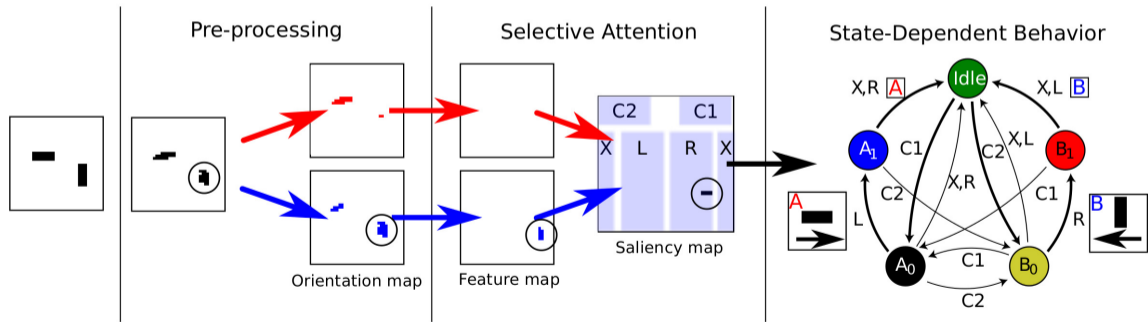 Pre-processing
Selective Attention
State-Dependent Behavior
Orientation map
Feature map
C2 C1
X L R X
Saliency map
Idle
X,R A
X,L B
A1
B1
C1
C2
X,L
X,R
C2
C1
A
L
R
B
A0
B0
C1
C2